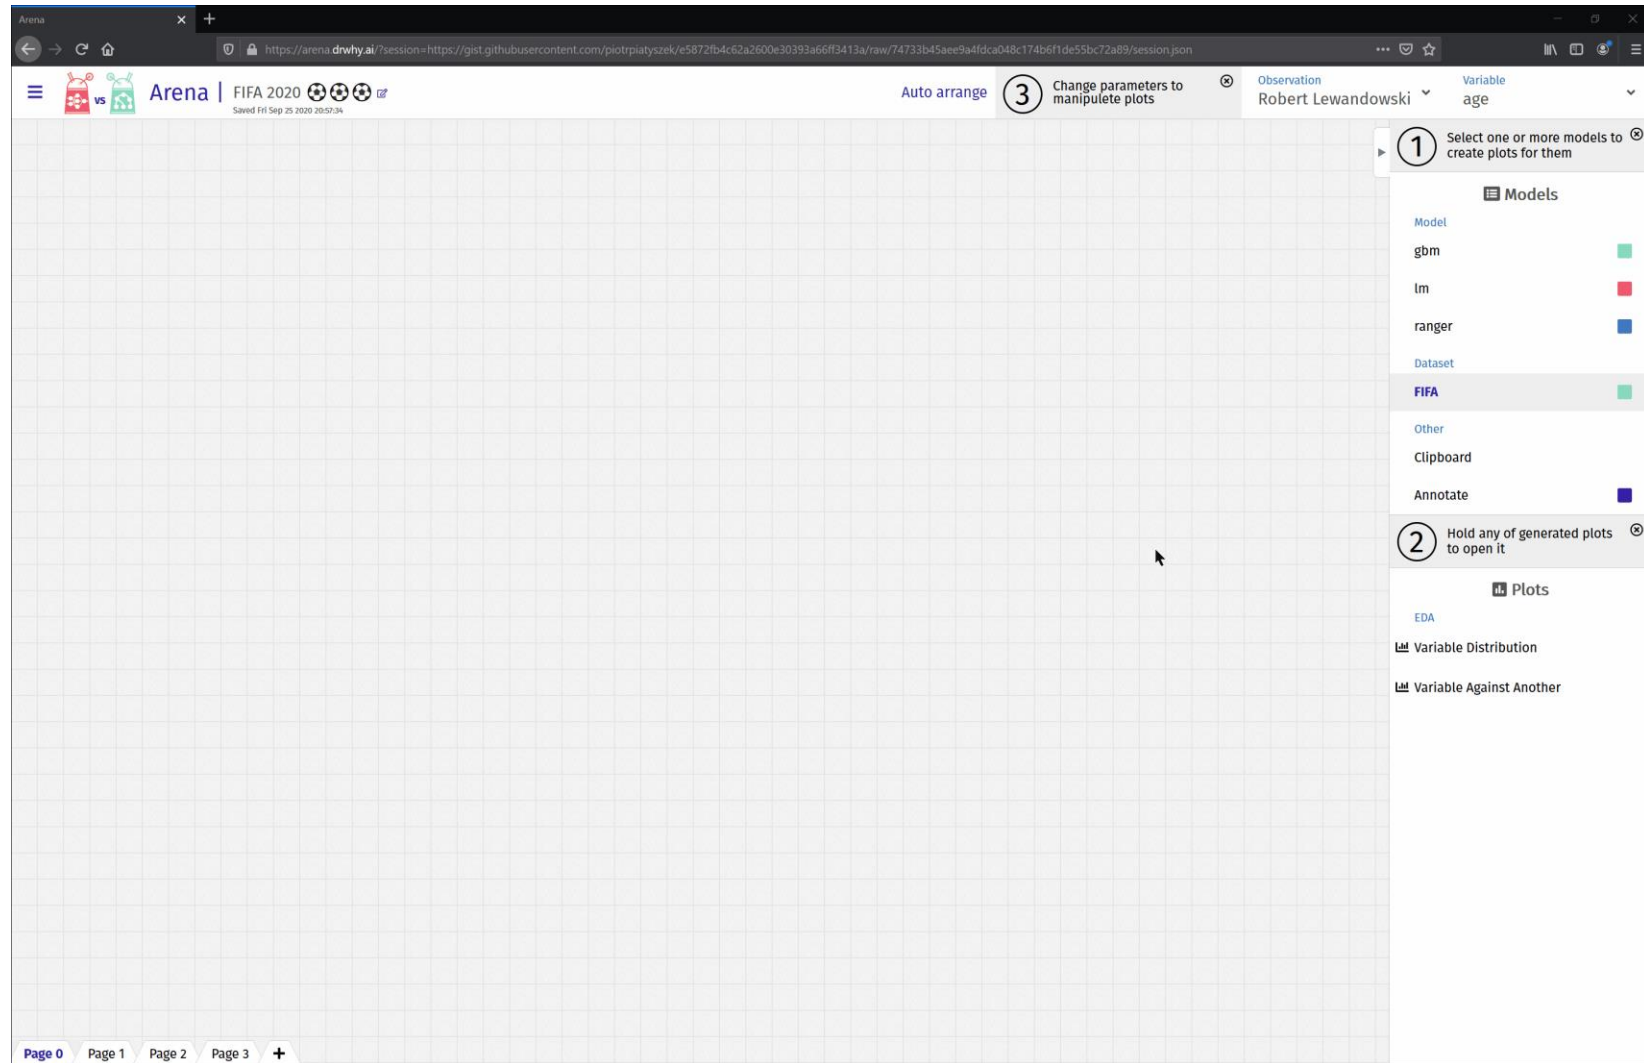 Arena
https://arena.drwhy.ai/?session=https://gist.githubusercontent.com/piotrpiatyszek/e5872fb4c62a2600e30393a66ff3413a/raw/74733b45aee9a4fdca048c174b6f1de55bc72a89/session.json
vs
Arena | FIFA 2020
Saved Fri Sep 25 2020 20:57:34
Auto arrange
3
Change parameters to
manipulete plots
Observation
Robert Lewandowski
Variable
age
1
Select one or more models to
create plots for them
Models
Model
gbm
lm
ranger
Dataset
FIFA
Other
Clipboard
Annotate
2
Hold any of generated plots
to open it
Plots
EDA
Variable Distribution
Variable Against Another
Page 0
Page 1
Page 2
Page 3
+